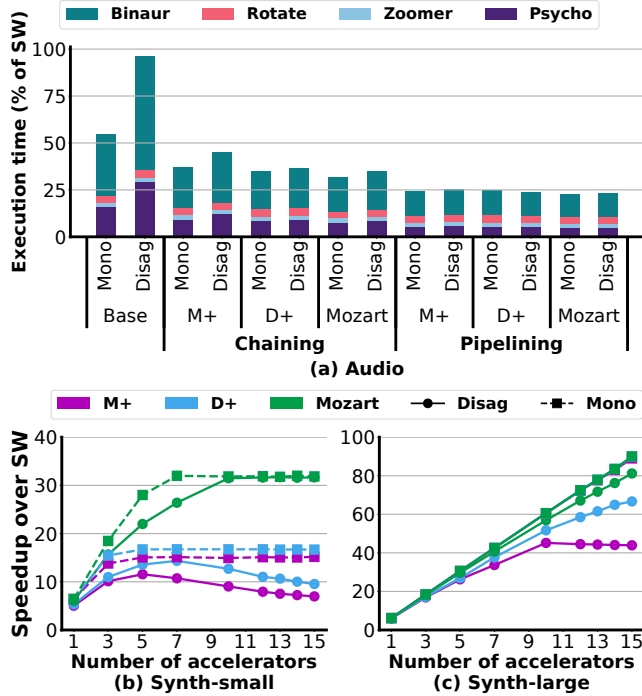 Binaur Rotate Zoomer Psycho
Execution time (% of SW)
100
75
50
25
0
Mono Disag Mono Disag Mono Disag Mono Disag Mono Disag Mono Disag Mono Disag
Base M+ D+ Mozart M+ D+ Mozart
Chaining Pipelining
(a) Audio
M+ D+ Mozart Disag Mono
Speedup over SW
40
30
20
10
0
1 3 5 7 9 11 13 15
Number of accelerators
(b) Synth-small
100
80
60
40
20
0
1 3 5 7 9 11 13 15
Number of accelerators
(c) Synth-large